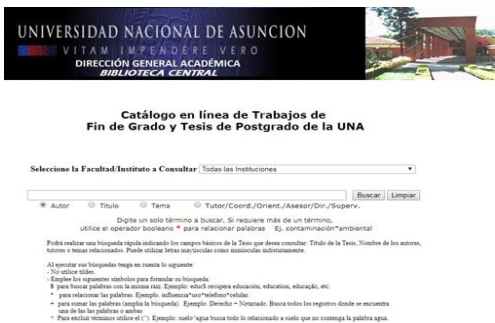 UNIVERSIDAD NACIONAL DE ASUNCION
VITAM IMPENDERE VERO
DIRECCIÓN GENERAL ACADÉMICA
BIBLIOTECA CENTRAL
Catálogo en línea de Trabajos de
Fin de Grado y Tesis de Postgrado de la UNA
Seleccione la Facultad/Instituto a Consultar Todas las Instituciones
Buscar Limpiar
Autor Titulo Tema Tutor/Coord./Orient./Asesor/Dir./Superv.
Digite un solo término a buscar. Si requiere más de un término,
utilice el operador booleano * para relacionar palabras Ej. contaminación*ambiental
Podrá realizar una búsqueda rápida indicando los campos básicos de la Tesis que desea consultar: Título de la Tesis, Nombre de los autores,
tutores o temas relacionados. Puede utilizar letras mayúsculas como minúsculas indistintamente.
Al ejecutar sus búsquedas tenga en cuenta lo siguiente:
- No utilice tildes.
- Emplee los siguientes símbolos para formular su búsqueda:
$ para buscar palabras con la misma raíz. Ejemplo: educ$ recupera educación, education, educação, etc.
* para relacionar las palabras. Ejemplo. influencia*uso*telefono*celular.
+ para sumar las palabras (amplía la búsqueda). Ejemplo. Derecho + Notariado. Busca todos los registros donde se encuentra
una de las palabras o ambas
^ Para excluir términos utilice el (^) Ejemplo: suelo^agua busca todo lo relacionado a suelo que no contenga la palabra agua.